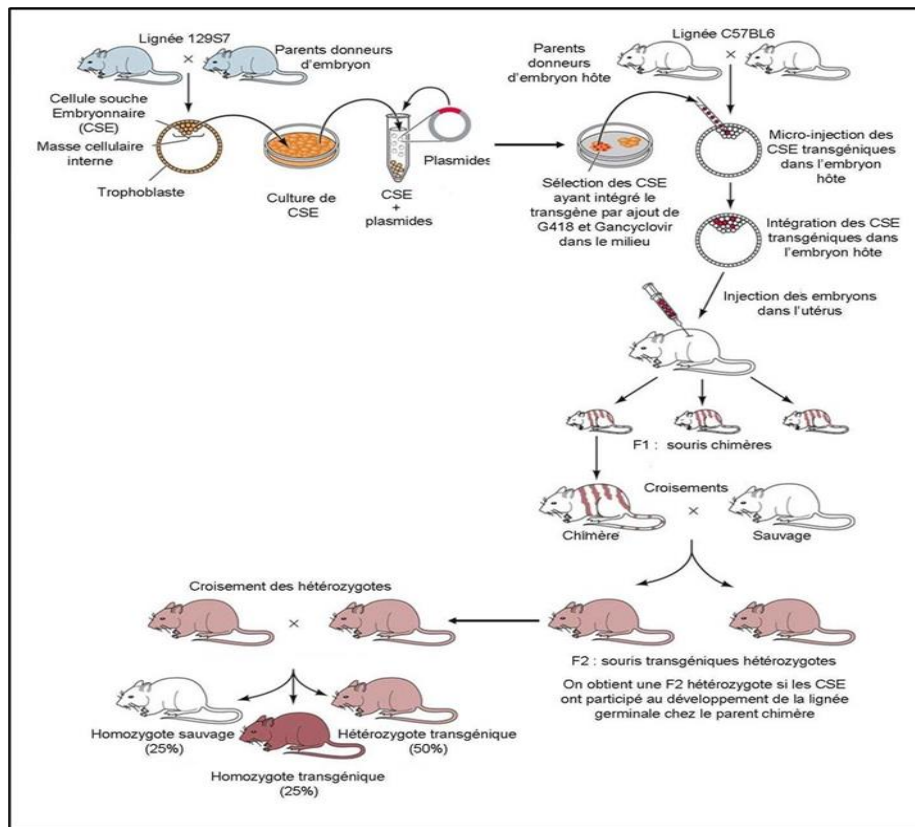 Lignée 129S7
Parents donneurs
d'embryon
Cellule souche
Embryonnaire
(CSE)
Masse cellulaire
interne
Trophoblaste
Culture de
CSE
CSE
+
plasmides
Plasmides
Lignée C57BL6
Parents
donneurs
d'embryon hôte
Micro-injection des
CSE transgéniques
dans l'embryon
hôte
Sélection des CSE
ayant intégré le
transgène par ajout de
G418 et Gancyclovir
dans le milieu
Intégration des CSE
transgéniques dans
l'embryon hôte
Injection des embryons
dans l'utérus
F1 : souris chimères
Croisements
Chîmère
Sauvage
F2 : souris transgéniques hétérozygotes
On obtient une F2 hétérozygote si les CSE
ont participé au développement de la lignée
germinale chez le parent chimère
Croisement des hétérozygotes
Homozygote sauvage
(25%)
Homozygote transgénique
(25%)
Hétérozygote transgénique
(50%)